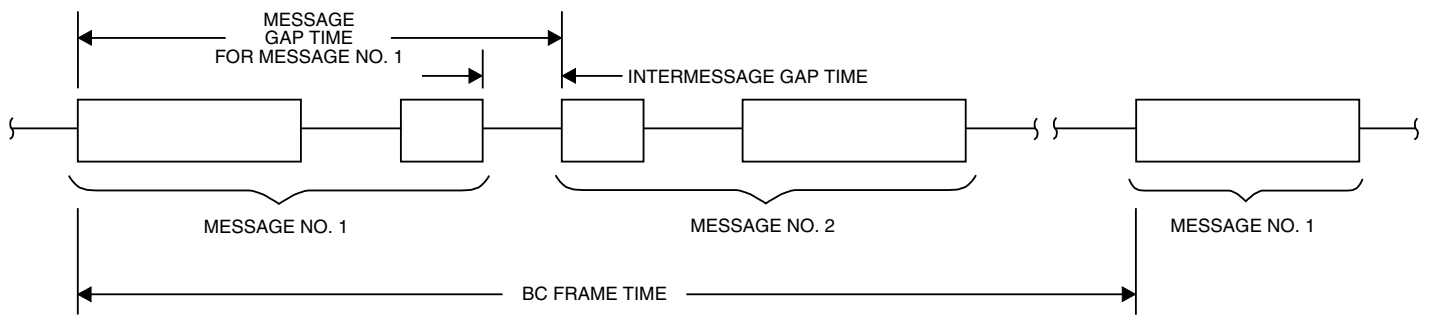 MESSAGE
GAP TIME
FOR MESSAGE NO. 1
INTERMESSAGE GAP TIME
MESSAGE NO. 1
MESSAGE NO. 2
MESSAGE NO. 1
BC FRAME TIME